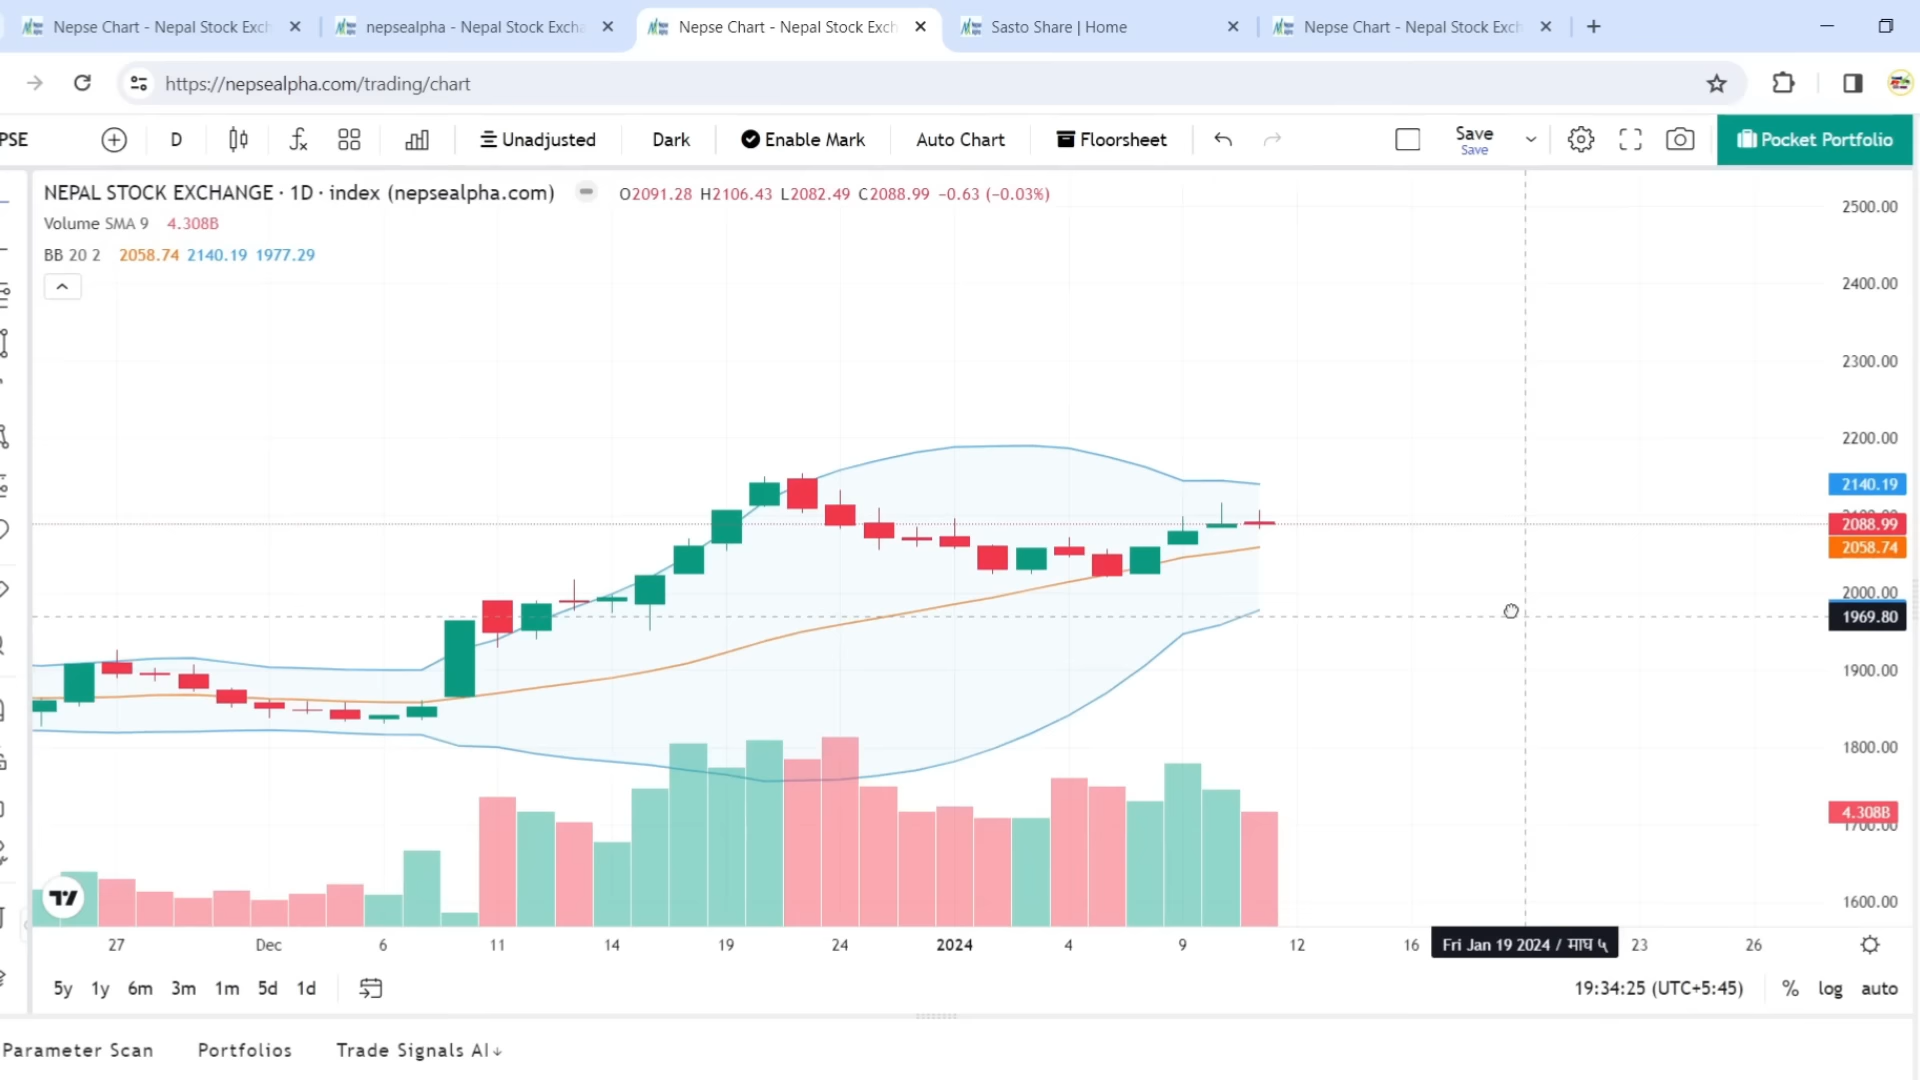 Nepse Chart - Nepal Stock Exch
nepsealpha - Nepal Stock Excha
Nepse Chart - Nepal Stock Exch
Sasto Share | Home
Nepse Chart - Nepal Stock Exch
https://nepsealpha.com/trading/chart
PSE
D
Unadjusted
Dark
Enable Mark
Auto Chart
Floorsheet
Save
Save
Pocket Portfolio
NEPAL STOCK EXCHANGE · 1D · index (nepsealpha.com)
O2091.28 H2106.43 L2082.49 C2088.99 −0.63 (−0.03%)
Volume SMA 9 4.308B
BB 20 2 2058.74 2140.19 1977.29
2500.00
2400.00
2300.00
2200.00
2140.19
2088.99
2058.74
2000.00
1969.80
1900.00
1800.00
4.308B
1700.00
1600.00
27 Dec 6 11 14 19 24 2024 4 9 12 16 Fri Jan 19 2024 / माघ ५ 23 26
5y 1y 6m 3m 1m 5d 1d
19:34:25 (UTC+5:45) % log auto
Parameter Scan Portfolios Trade Signals AI↓